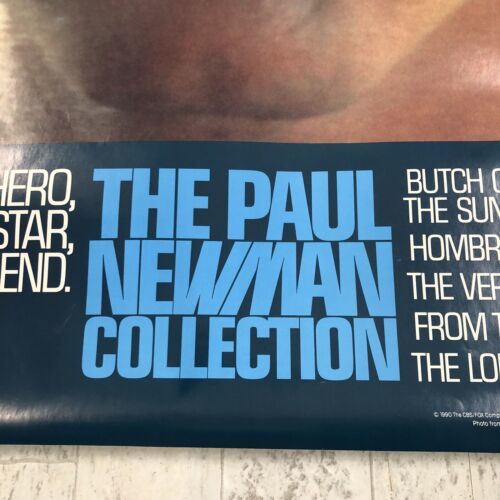 HERO,
STAR,
END.
THE PAUL
NEWMAN
COLLECTION
BUTCH
THE SUN
HOMBR
THE VER
FROM
THE LO
© 1990 The CBS/FOX Comp
Photo from